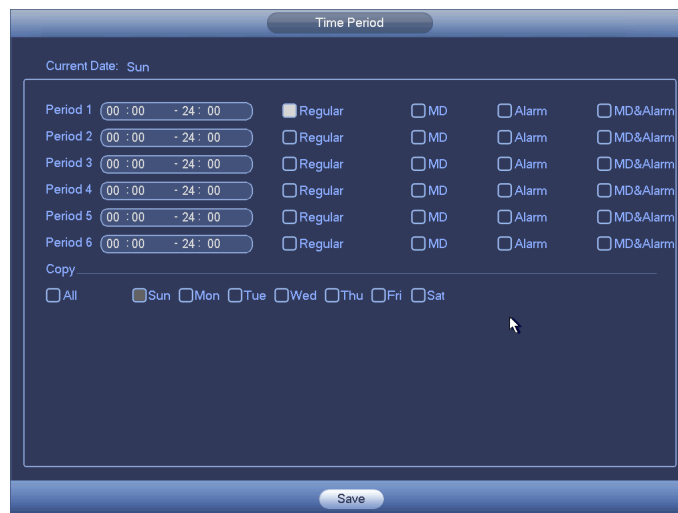 Time Period
Current Date: Sun
Period 1 00 : 00 - 24 : 00 Regular MD Alarm MD&Alarm
Period 2 00 : 00 - 24 : 00 Regular MD Alarm MD&Alarm
Period 3 00 : 00 - 24 : 00 Regular MD Alarm MD&Alarm
Period 4 00 : 00 - 24 : 00 Regular MD Alarm MD&Alarm
Period 5 00 : 00 - 24 : 00 Regular MD Alarm MD&Alarm
Period 6 00 : 00 - 24 : 00 Regular MD Alarm MD&Alarm
Copy
All Sun Mon Tue Wed Thu Fri Sat
Save